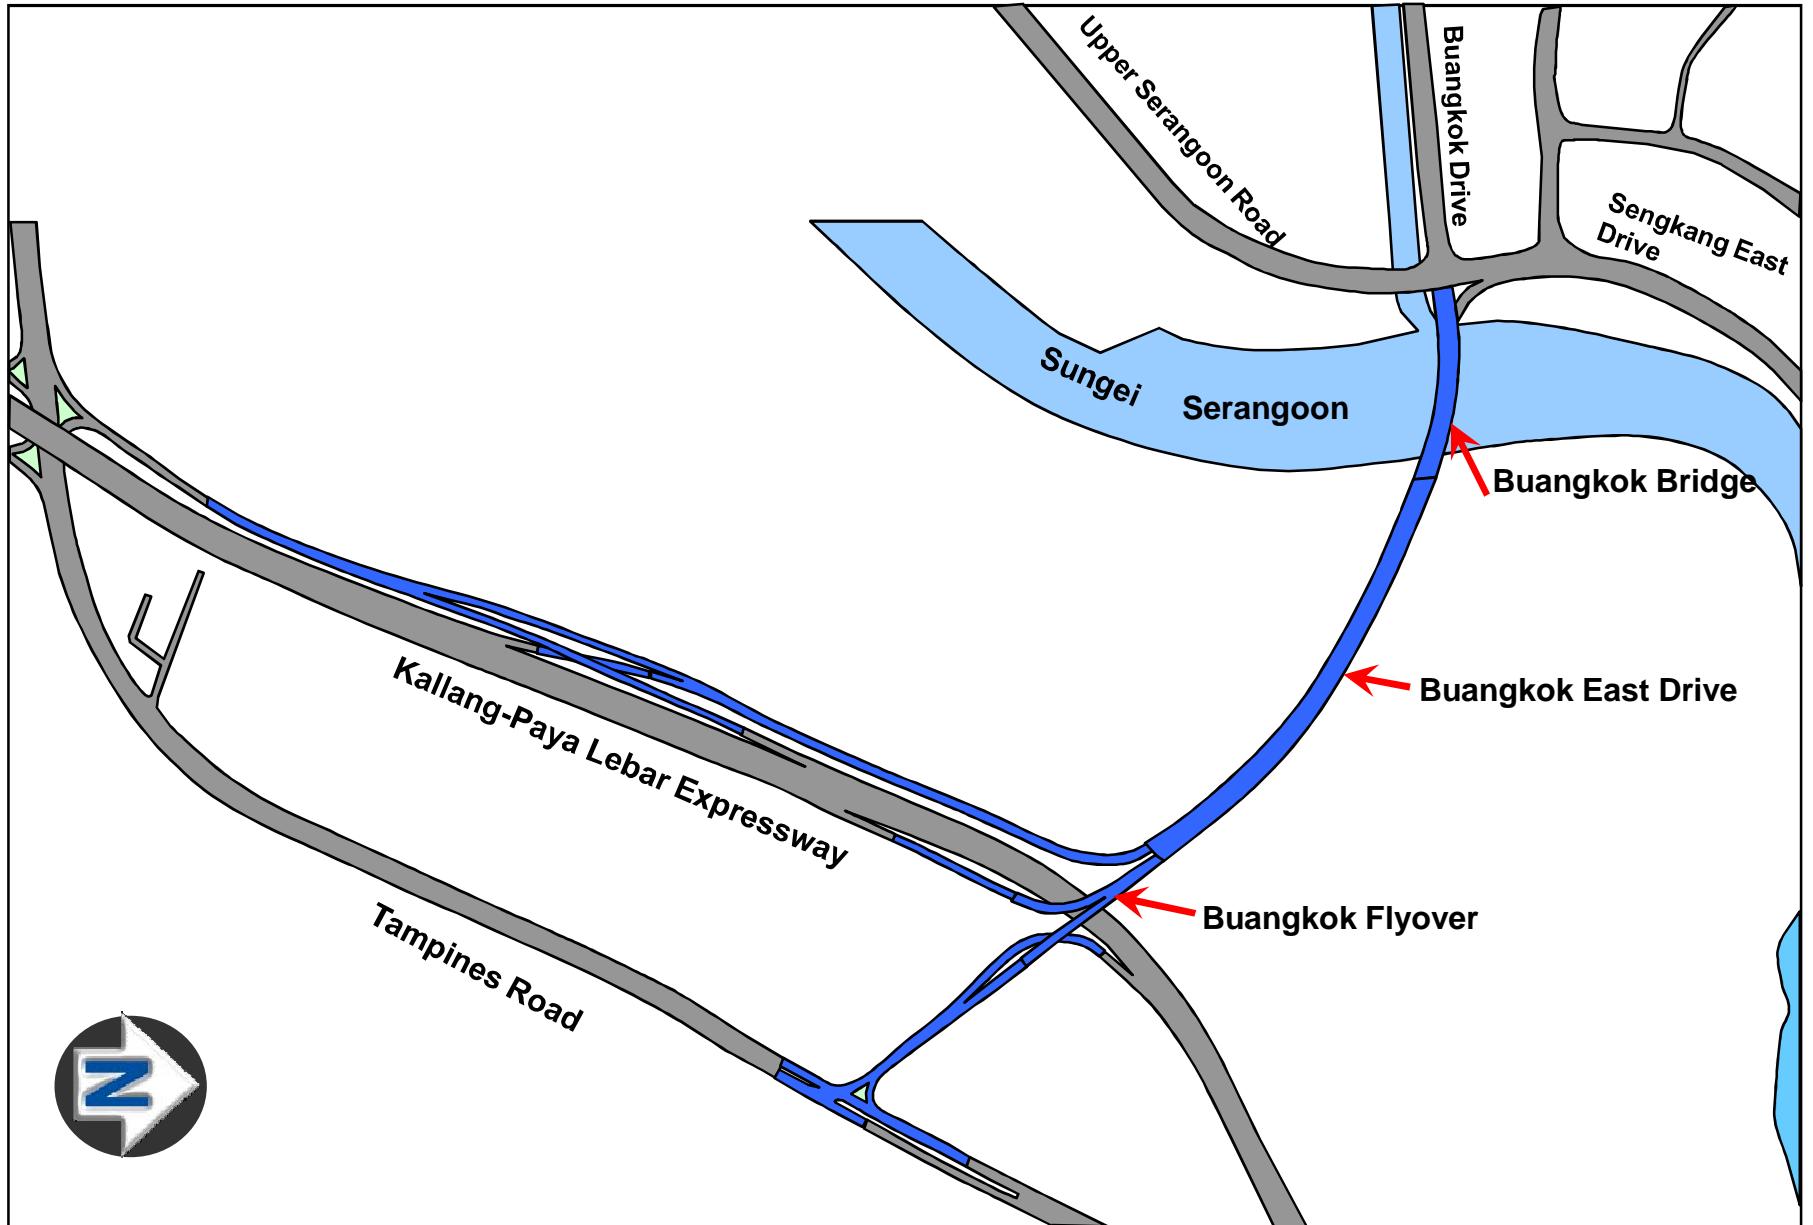 Upper Serangoon Road
Buangkok Drive
Sengkang East
Drive
Sungei
Serangoon
Buangkok Bridge
Buangkok East Drive
Kallang-Paya Lebar Expressway
Buangkok Flyover
Tampines Road
N